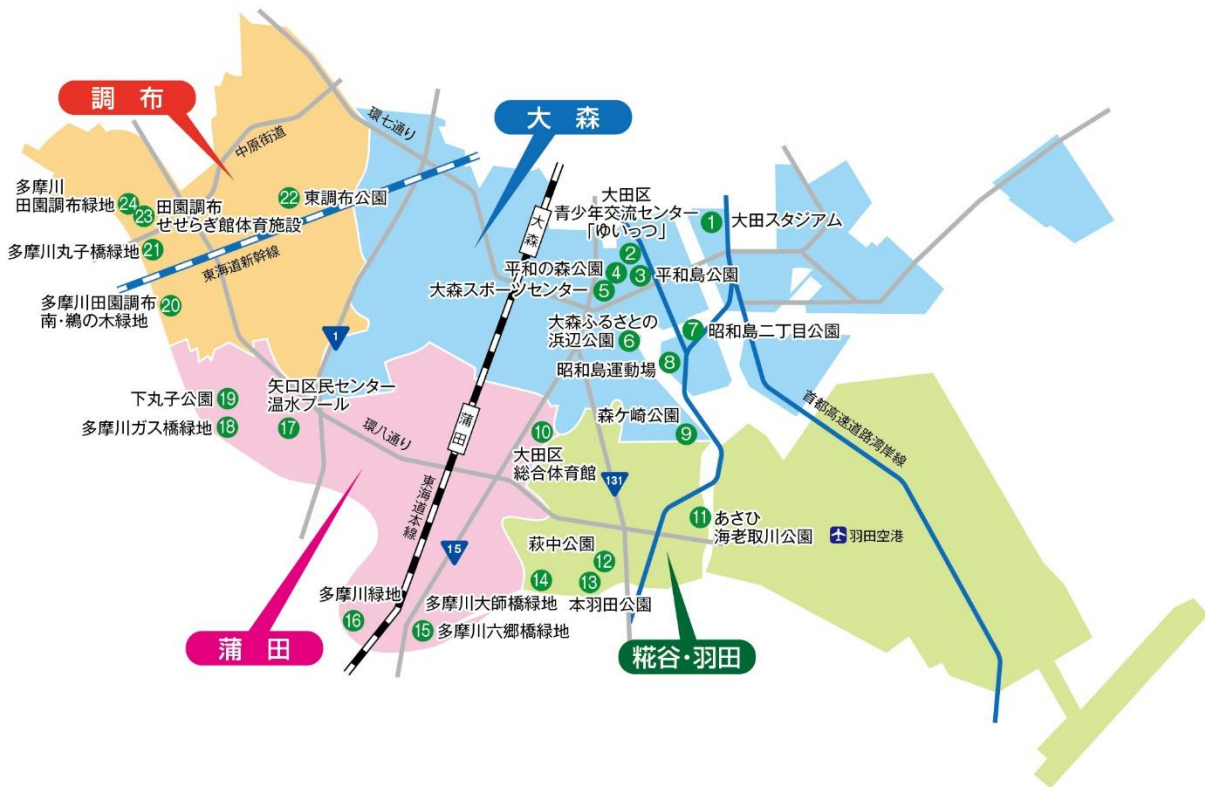 調布
大森
環七通り
中原街道
多摩川
田園調布緑地
24
23
田園調布
せせらぎ館体育施設
22
東調布公園
多摩川丸子橋緑地
21
東海道新幹線
多摩川田園調布
南・鵜の木緑地
20
大森
大田区
青少年交流センター
「ゆいっつ」
2
1
大田スタジアム
平和の森公園
4
3
平和島公園
大森スポーツセンター
5
大森ふるさとの
浜辺公園
6
7
昭和島二丁目公園
昭和島運動場
8
首都高速道路湾岸線
1
下丸子公園
19
矢口区民センター
温水プール
17
多摩川ガス橋緑地
18
環八通り
蒲田
東海道本線
10
大田区
総合体育館
森ケ崎公園
9
131
11
あさひ
海老取川公園
羽田空港
15
萩中公園
12
13
本羽田公園
14
多摩川大師橋緑地
多摩川緑地
16
15
多摩川六郷橋緑地
蒲田
糀谷・羽田